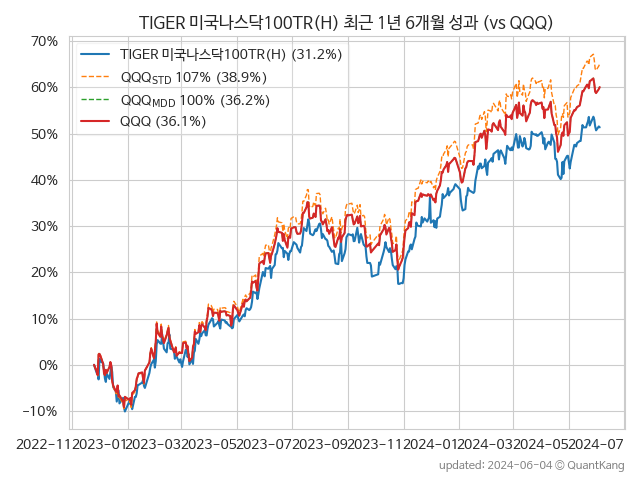 TIGER 미국나스닥100TR(H) 최근 1년 6개월 성과 (vs QQQ)
TIGER 미국나스닥100TR(H) (31.2%)
QQQSTD 107% (38.9%)
QQQMDD 100% (36.2%)
QQQ (36.1%)
70%
60%
50%
40%
30%
20%
10%
0%
−10%
2022-11 2023-01 2023-03 2023-05 2023-07 2023-09 2023-11 2024-01 2024-03 2024-05 2024-07
updated: 2024-06-04 © QuantKang